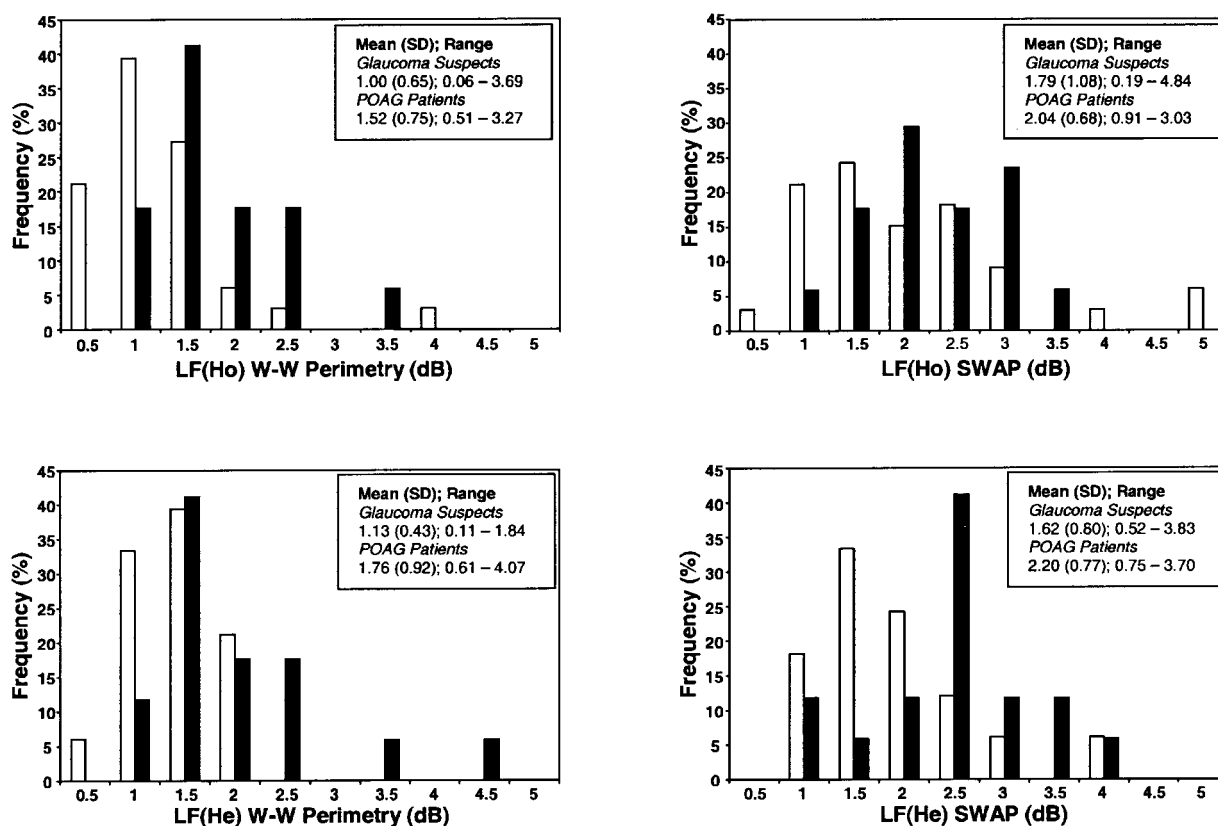 45
40
35
30
25
20
15
10
5
0
Frequency (%)
Mean (SD); Range
Glaucoma Suspects
1.00 (0.65); 0.06 – 3.69
POAG Patients
1.52 (0.75); 0.51 – 3.27
0.5 1 1.5 2 2.5 3 3.5 4 4.5 5
LF(Ho) W-W Perimetry (dB)
45
40
35
30
25
20
15
10
5
0
Frequency (%)
Mean (SD); Range
Glaucoma Suspects
1.79 (1.08); 0.19 – 4.84
POAG Patients
2.04 (0.68); 0.91 – 3.03
0.5 1 1.5 2 2.5 3 3.5 4 4.5 5
LF(Ho) SWAP (dB)
45
40
35
30
25
20
15
10
5
0
Frequency (%)
Mean (SD); Range
Glaucoma Suspects
1.13 (0.43); 0.11 – 1.84
POAG Patients
1.76 (0.92); 0.61 – 4.07
0.5 1 1.5 2 2.5 3 3.5 4 4.5 5
LF(He) W-W Perimetry (dB)
45
40
35
30
25
20
15
10
5
0
Frequency (%)
Mean (SD); Range
Glaucoma Suspects
1.62 (0.80); 0.52 – 3.83
POAG Patients
2.20 (0.77); 0.75 – 3.70
0.5 1 1.5 2 2.5 3 3.5 4 4.5 5
LF(He) SWAP (dB)